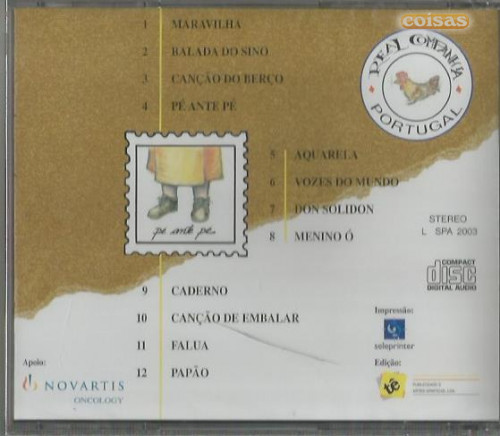 coisas
1 MARAVILHA
2 BALADA DO SINO
3 CANÇÃO DO BERÇO
4 PÉ ANTE PÉ
REAL COMPANHIA
PORTUGAL
5 AQUARELA
6 VOZES DO MUNDO
7 DON SOLIDON
8 MENINO Ó
pé ante pé
STEREO
L SPA 2003
COMPACT
disc
DIGITAL AUDIO
9 CADERNO
10 CANÇÃO DE EMBALAR
11 FALUA
12 PAPÃO
Impressão:
soleprinter
Edição:
Apoio:
NOVARTIS
ONCOLOGY